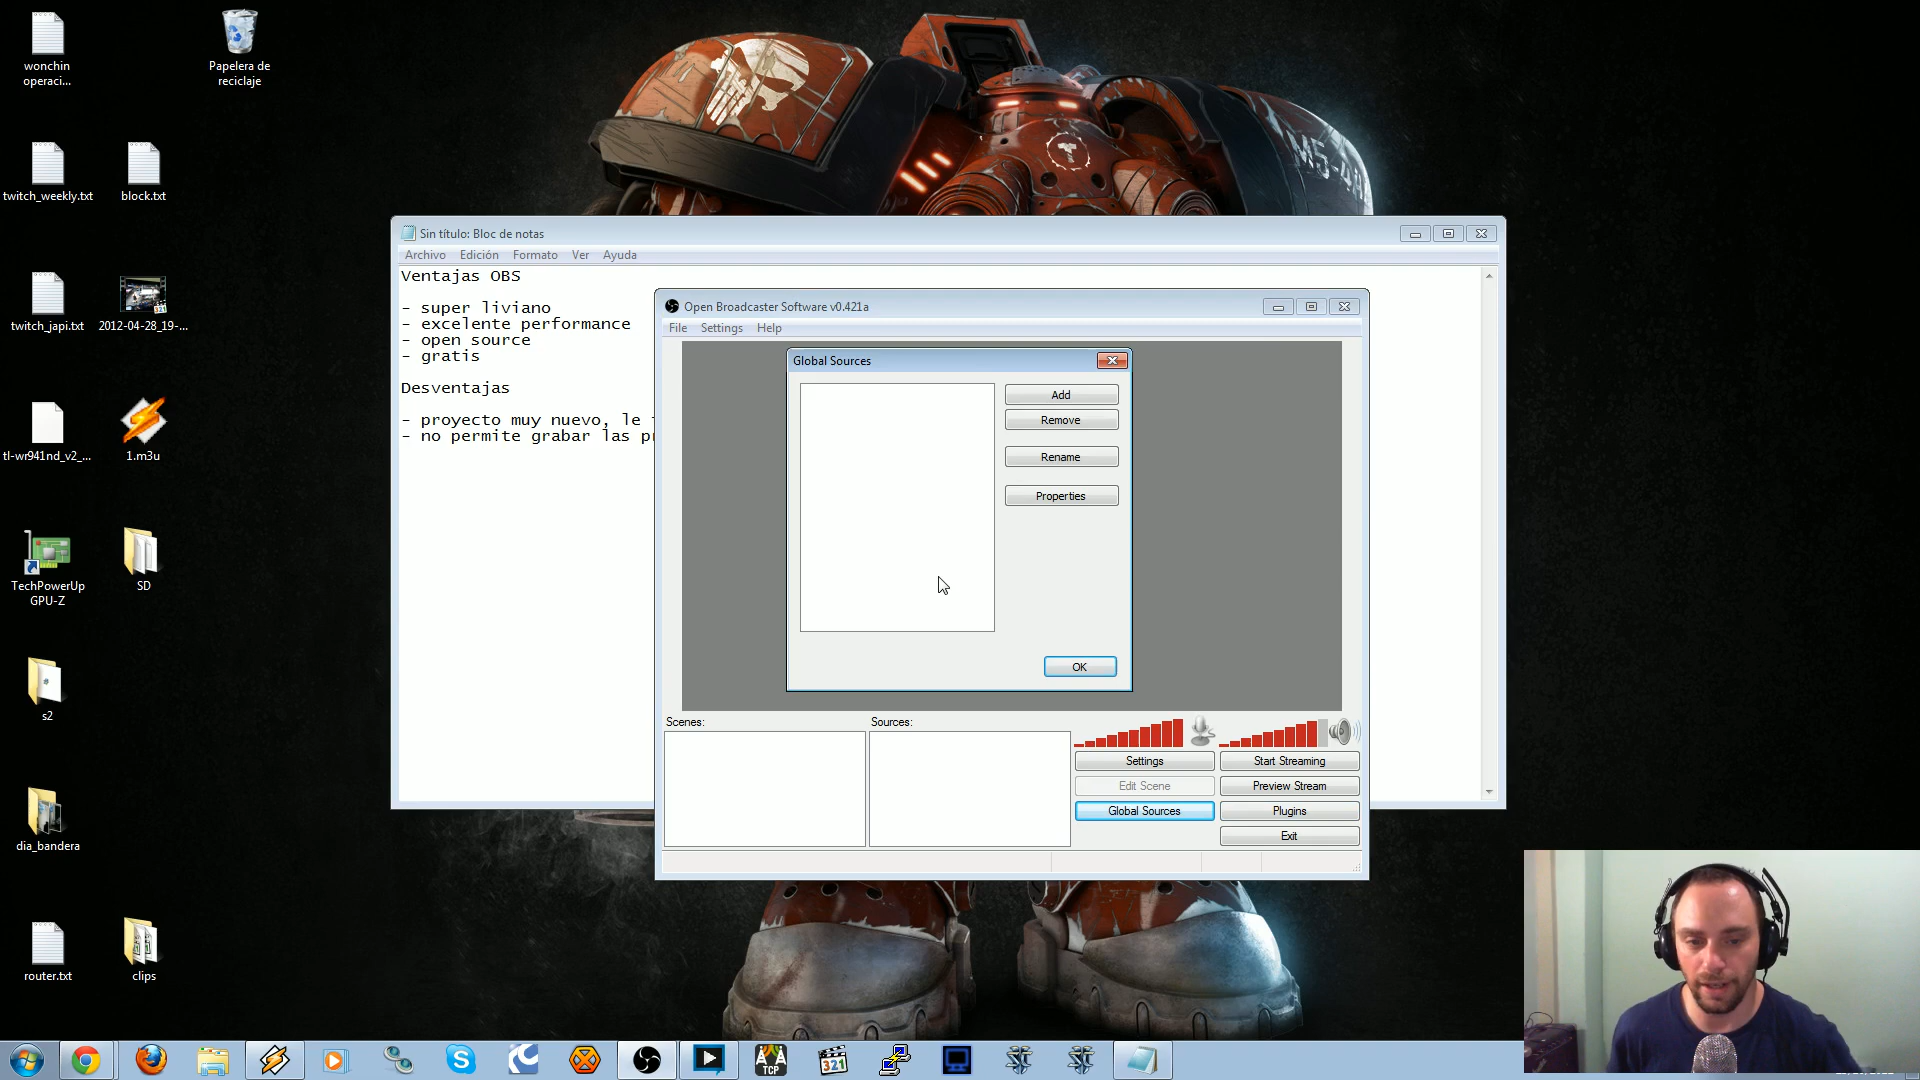 wonchin
operaci...
Papelera de
reciclaje
twitch_weekly.txt
block.txt
twitch_japi.txt
2012-04-28_19-...
tl-wr941nd_v2_...
1.m3u
TechPowerUp
GPU-Z
SD
s2
dia_bandera
router.txt
clips
M5-4A
Sin título: Bloc de notas
Archivo Edición Formato Ver Ayuda
Ventajas OBS
- super liviano
- excelente performance
- open source
- gratis
Desventajas
- proyecto muy nuevo, le
- no permite grabar las
Open Broadcaster Software v0.421a
File Settings Help
Global Sources
Add
Remove
Rename
Properties
OK
Scenes:
Sources:
Settings
Start Streaming
Edit Scene
Preview Stream
Global Sources
Plugins
Exit
TCP
321